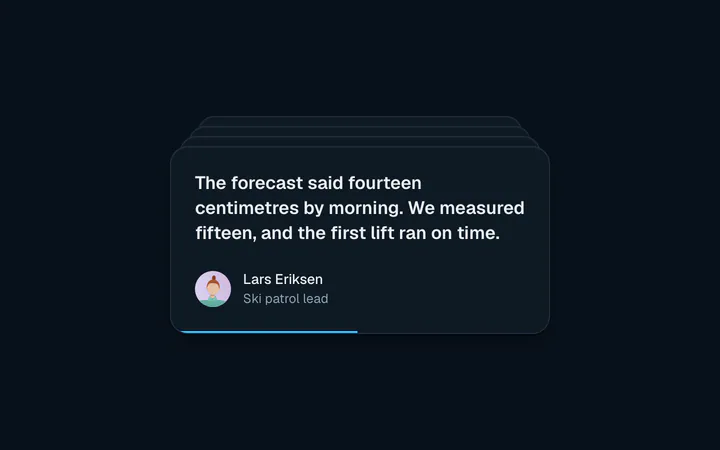 The forecast said fourteen
centimetres by morning. We measured
fifteen, and the first lift ran on time.
Lars Eriksen
Ski patrol lead